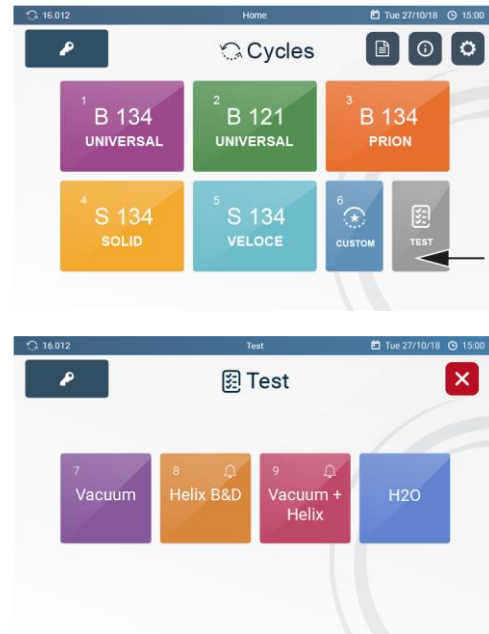 16.012 Home Tue 27/10/18 15:00
Cycles
1
B 134
UNIVERSAL
2
B 121
UNIVERSAL
3
B 134
PRION
4
S 134
SOLID
5
S 134
VELOCE
6
CUSTOM
TEST
16.012 Test Tue 27/10/18 15:00
Test
7
Vacuum
8
Helix B&D
9
Vacuum +
Helix
H2O